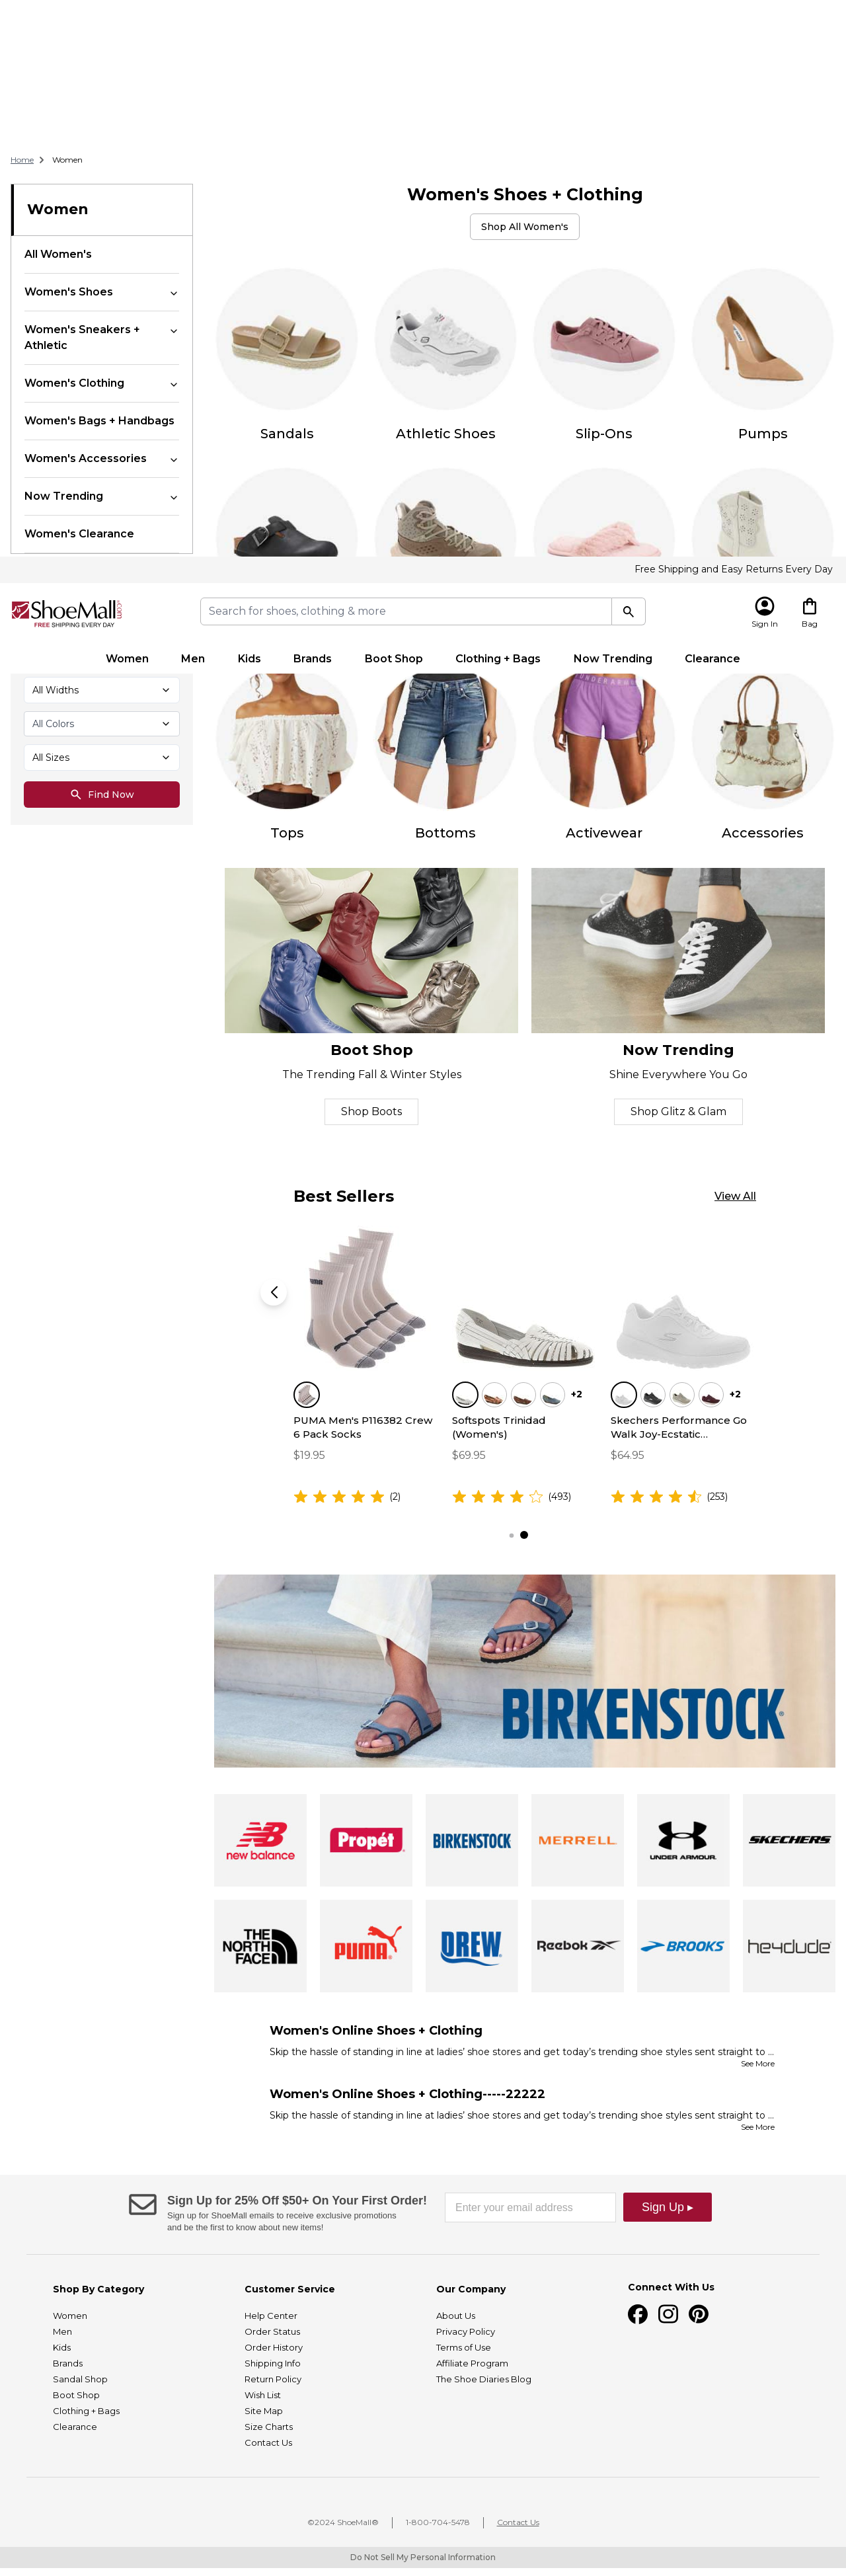 Home
Women
Women
Women's Shoes + Clothing
Shop All Women's
All Women's
Women's Shoes
Women's Sneakers +
Athletic
Women's Clothing
Women's Bags + Handbags
Women's Accessories
Now Trending
Women's Clearance
Sandals
Athletic Shoes
Slip-Ons
Pumps
Free Shipping and Easy Returns Every Day
ShoeMall
FREE SHIPPING EVERY DAY
Search for shoes, clothing & more
Sign In
Bag
Women
Men
Kids
Brands
Boot Shop
Clothing + Bags
Now Trending
Clearance
All Widths
All Colors
All Sizes
Find Now
Tops
Bottoms
Activewear
Accessories
Boot Shop
The Trending Fall & Winter Styles
Shop Boots
Now Trending
Shine Everywhere You Go
Shop Glitz & Glam
Best Sellers
View All
PUMA Men's P116382 Crew
6 Pack Socks
$19.95
(2)
+2
Softspots Trinidad
(Women's)
$69.95
(493)
+2
Skechers Performance Go
Walk Joy-Ecstatic...
$64.95
(253)
BIRKENSTOCK®
new balance
Propét
BIRKENSTOCK
MERRELL
UNDER ARMOUR
SKECHERS
THE
NORTH
FACE
PUMA
DREW
Reebok
BROOKS
heydude
Women's Online Shoes + Clothing
Skip the hassle of standing in line at ladies’ shoe stores and get today’s trending shoe styles sent straight to ...
See More
Women's Online Shoes + Clothing-----22222
Skip the hassle of standing in line at ladies’ shoe stores and get today’s trending shoe styles sent straight to ...
See More
Sign Up for 25% Off $50+ On Your First Order!
Sign up for ShoeMall emails to receive exclusive promotions
and be the first to know about new items!
Enter your email address
Sign Up ▸
Shop By Category
Women
Men
Kids
Brands
Sandal Shop
Boot Shop
Clothing + Bags
Clearance
Customer Service
Help Center
Order Status
Order History
Shipping Info
Return Policy
Wish List
Site Map
Size Charts
Contact Us
Our Company
About Us
Privacy Policy
Terms of Use
Affiliate Program
The Shoe Diaries Blog
Connect With Us
©2024 ShoeMall®
1-800-704-5478
Contact Us
Do Not Sell My Personal Information